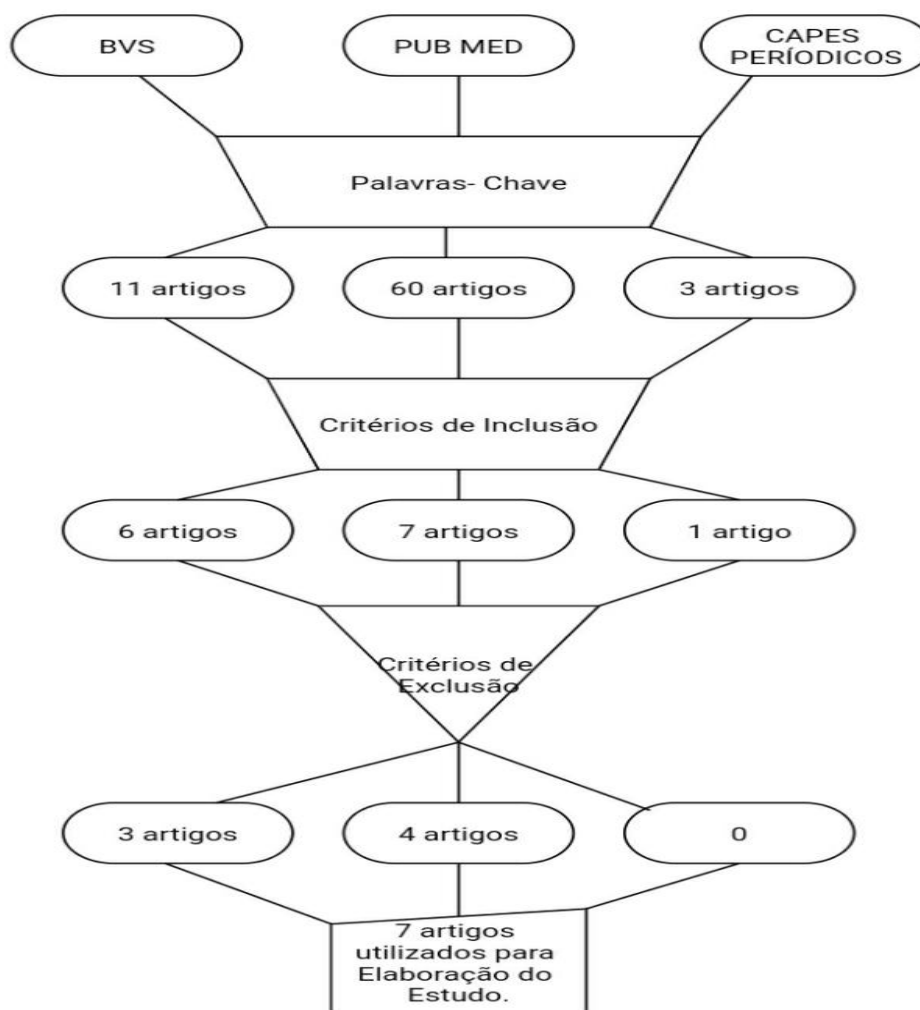 BVS
PUB MED
CAPES
PERÍODICOS
Palavras- Chave
11 artigos
60 artigos
3 artigos
Critérios de Inclusão
6 artigos
7 artigos
1 artigo
Critérios de
Exclusão
3 artigos
4 artigos
0
7 artigos
utilizados para
Elaboração do
Estudo.